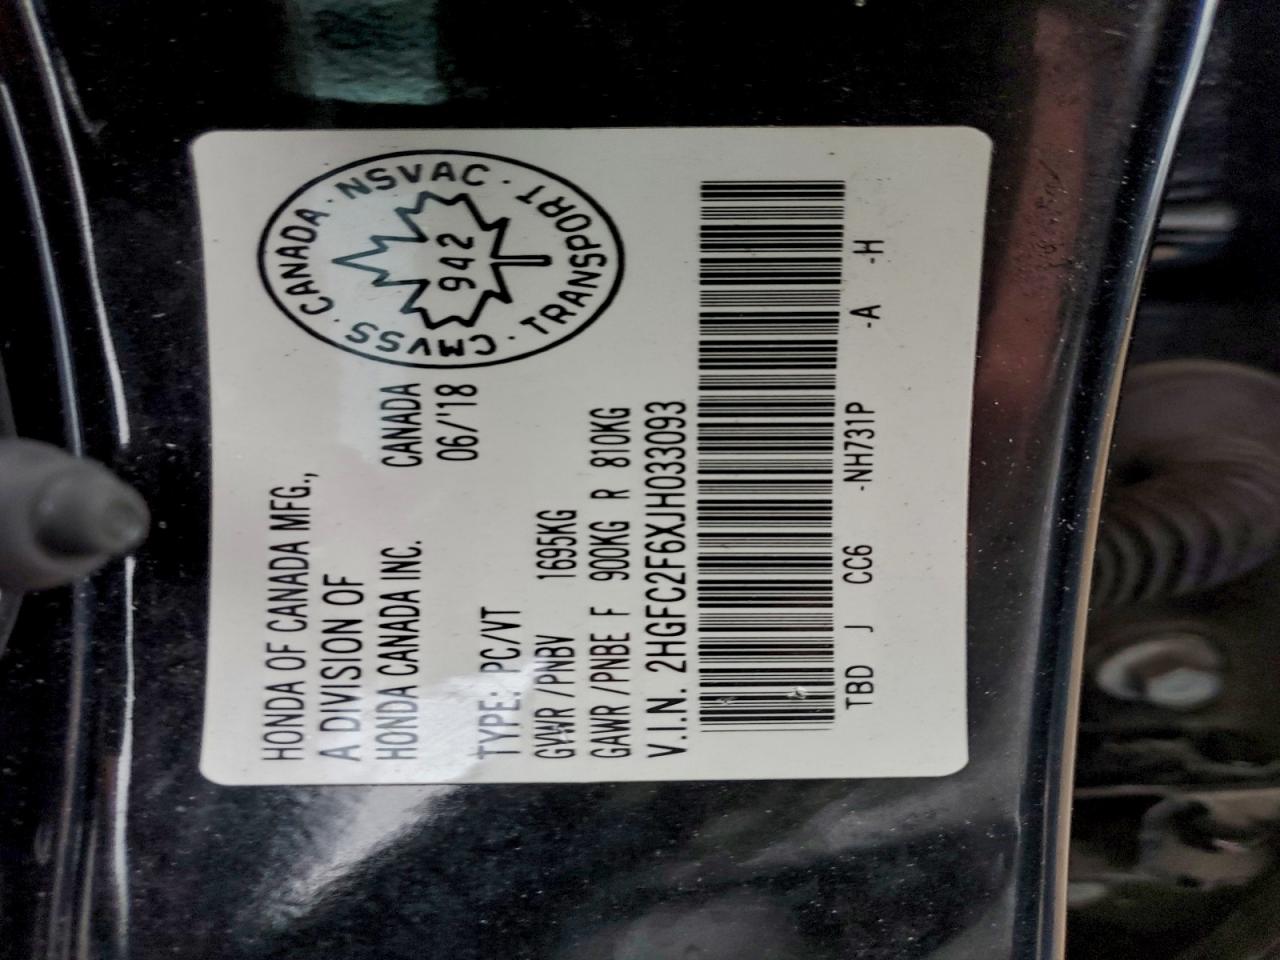 HONDA OF CANADA MFG.,
A DIVISION OF
HONDA CANADA INC. CANADA
06/'18
TYPE: PC/VT
GVWR /PNBV 1695KG
GAWR /PNBE F 900KG R 810KG
V.I.N. 2HGFC2F6XJH033093
TBD J CC6 -NH731P -A -H
CANADA · NSVAC · TRANSPORT · CMVSS ·
942